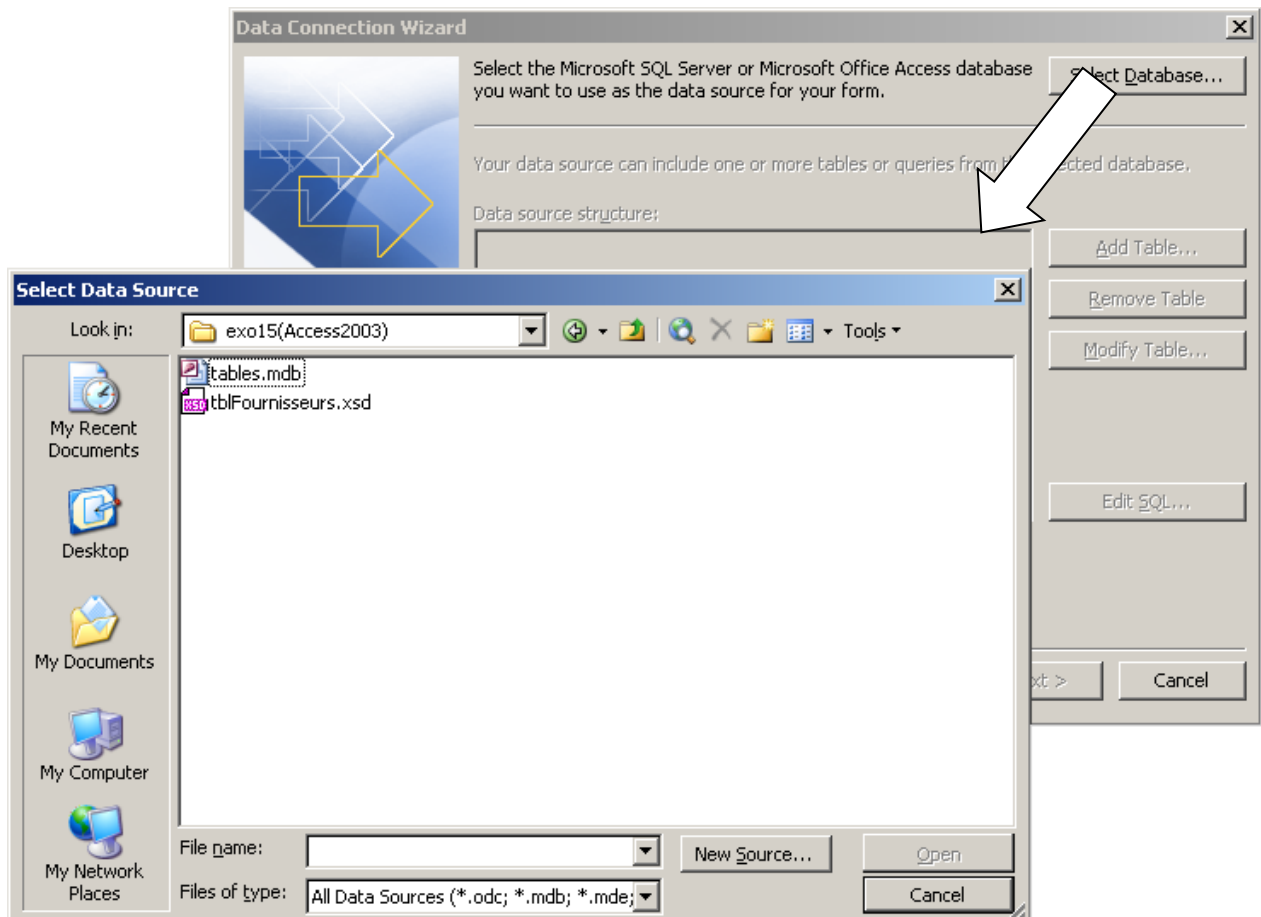 Data Connection Wizard
Select the Microsoft SQL Server or Microsoft Office Access database
you want to use as the data source for your form.
Database...
Your data source can include one or more tables or queries from database.
Data source structure:
Add Table...
Remove Table
Modify Table...
Edit SQL...
Cancel
Select Data Source
Look in:
exo15(Access2003)
Tools
tables.mdb
tblFournisseurs.xsd
My Recent
Documents
Desktop
My Documents
My Computer
My Network
Places
File name:
New Source...
Open
Files of type:
All Data Sources (*.odc; *.mdb; *.mde;
Cancel